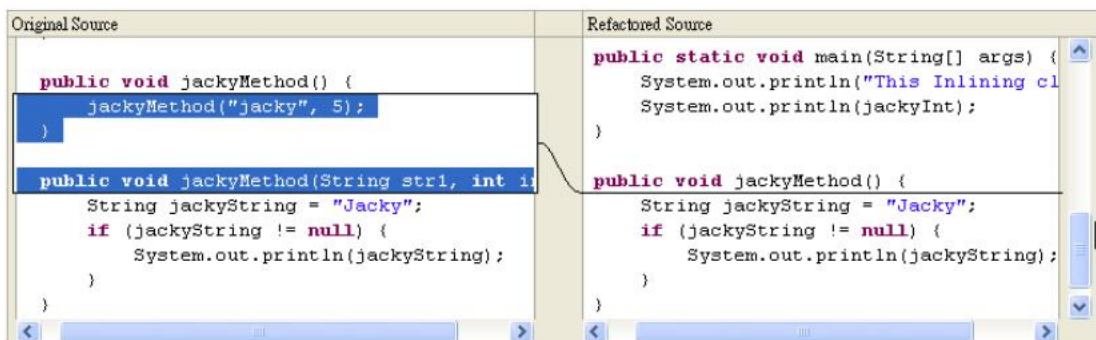 Original Source
public void jackyMethod() {
jackyMethod("jacky", 5);
}
public void jackyMethod(String str1, int
String jackyString = "Jacky";
if (jackyString != null) {
System.out.println(jackyString);
}
}
Refactored Source
public static void main(String[] args) {
System.out.println("This Inlining cl
System.out.println(jackyInt);
}
public void jackyMethod() {
String jackyString = "Jacky";
if (jackyString != null) {
System.out.println(jackyString);
}
}